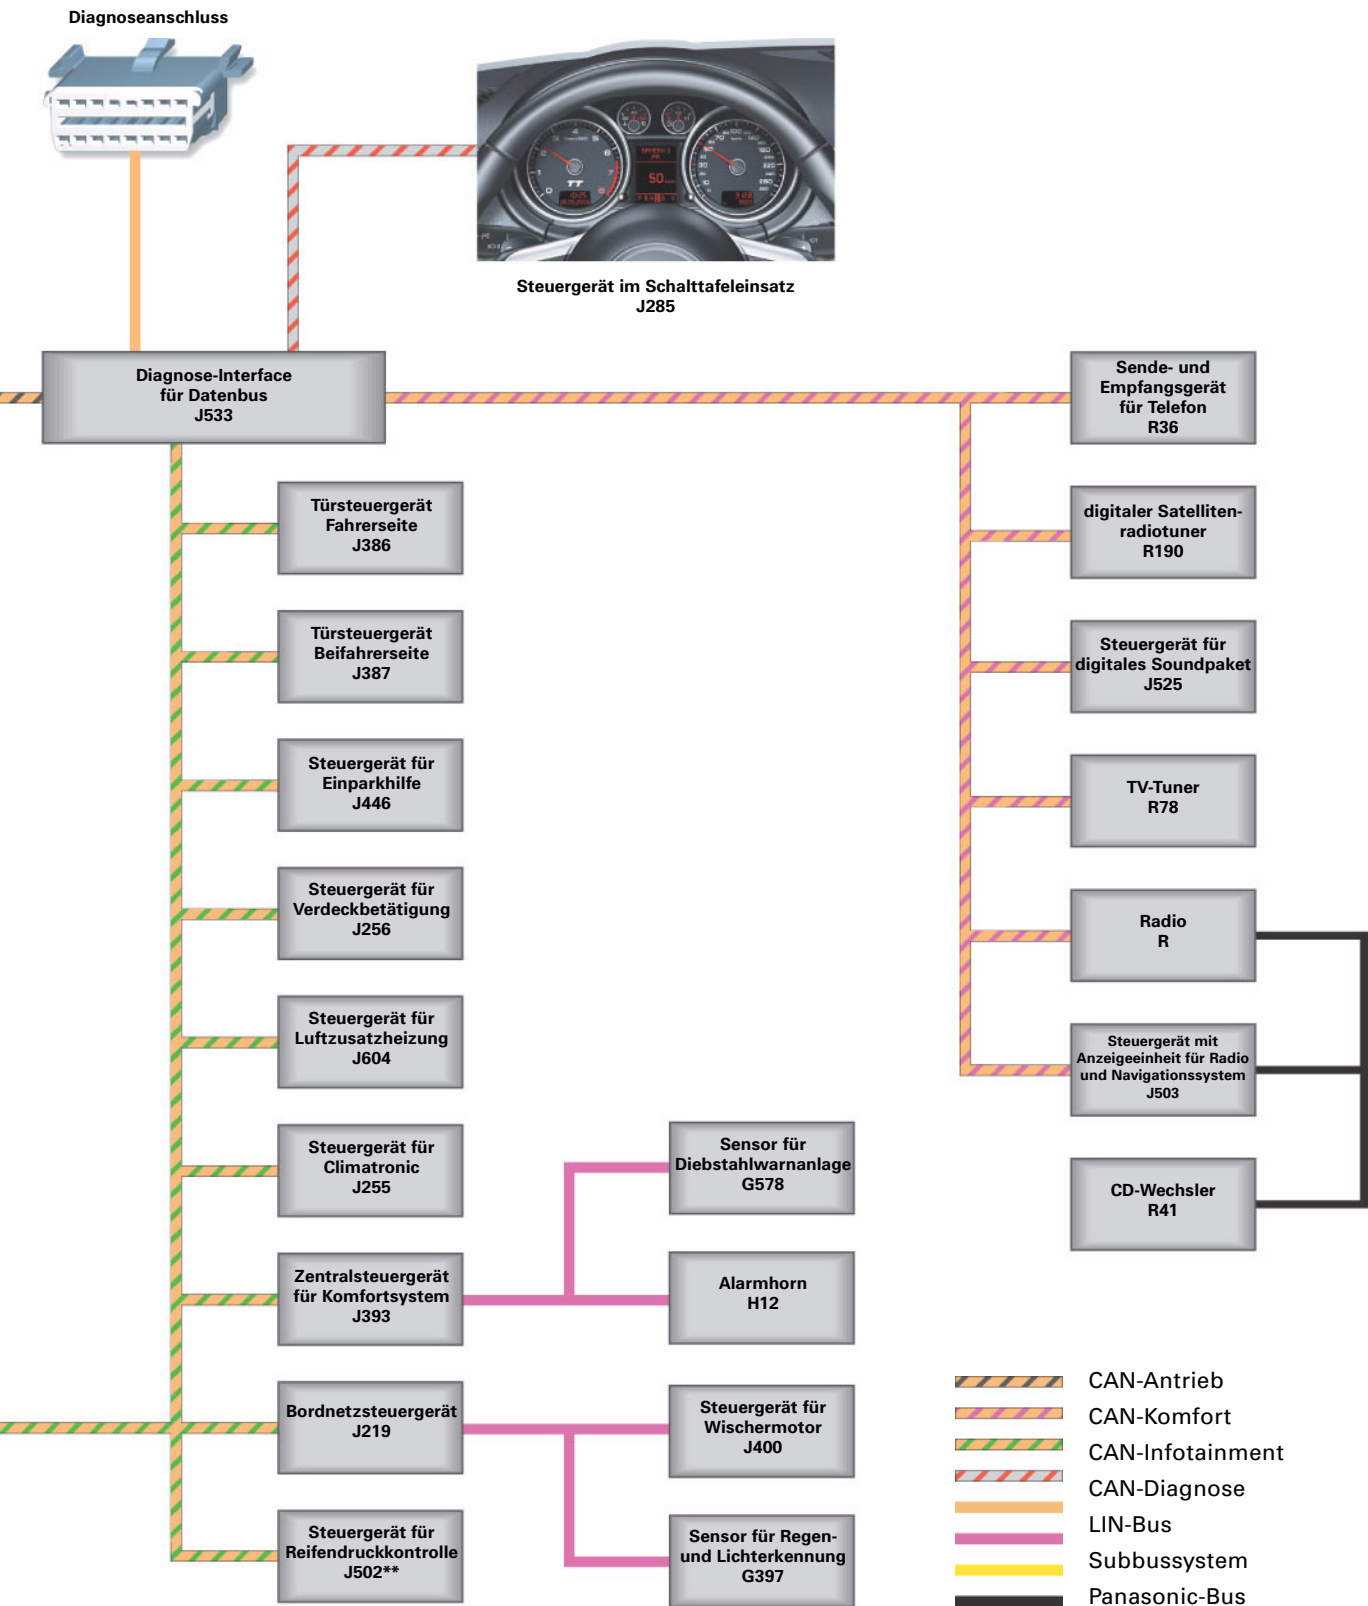 Diagnoseanschluss
Steuergerät im Schalttafeleinsatz
J285
Diagnose-Interface
für Datenbus
J533
Türsteuergerät
Fahrerseite
J386
Türsteuergerät
Beifahrerseite
J387
Steuergerät für
Einparkhilfe
J446
Steuergerät für
Verdeckbetätigung
J256
Steuergerät für
Luftzusatzheizung
J604
Steuergerät für
Climatronic
J255
Zentralsteuergerät
für Komfortsystem
J393
Bordnetzsteuergerät
J219
Steuergerät für
Reifendruckkontrolle
J502**
Sensor für
Diebstahlwarnanlage
G578
Alarmhorn
H12
Steuergerät für
Wischermotor
J400
Sensor für Regen-
und Lichterkennung
G397
Sende- und
Empfangsgerät
für Telefon
R36
digitaler Satelliten-
radiotuner
R190
Steuergerät für
digitales Soundpaket
J525
TV-Tuner
R78
Radio
R
Steuergerät mit
Anzeigeeinheit für Radio
und Navigationssystem
J503
CD-Wechsler
R41
CAN-Antrieb
CAN-Komfort
CAN-Infotainment
CAN-Diagnose
LIN-Bus
Subbussystem
Panasonic-Bus
TT
50